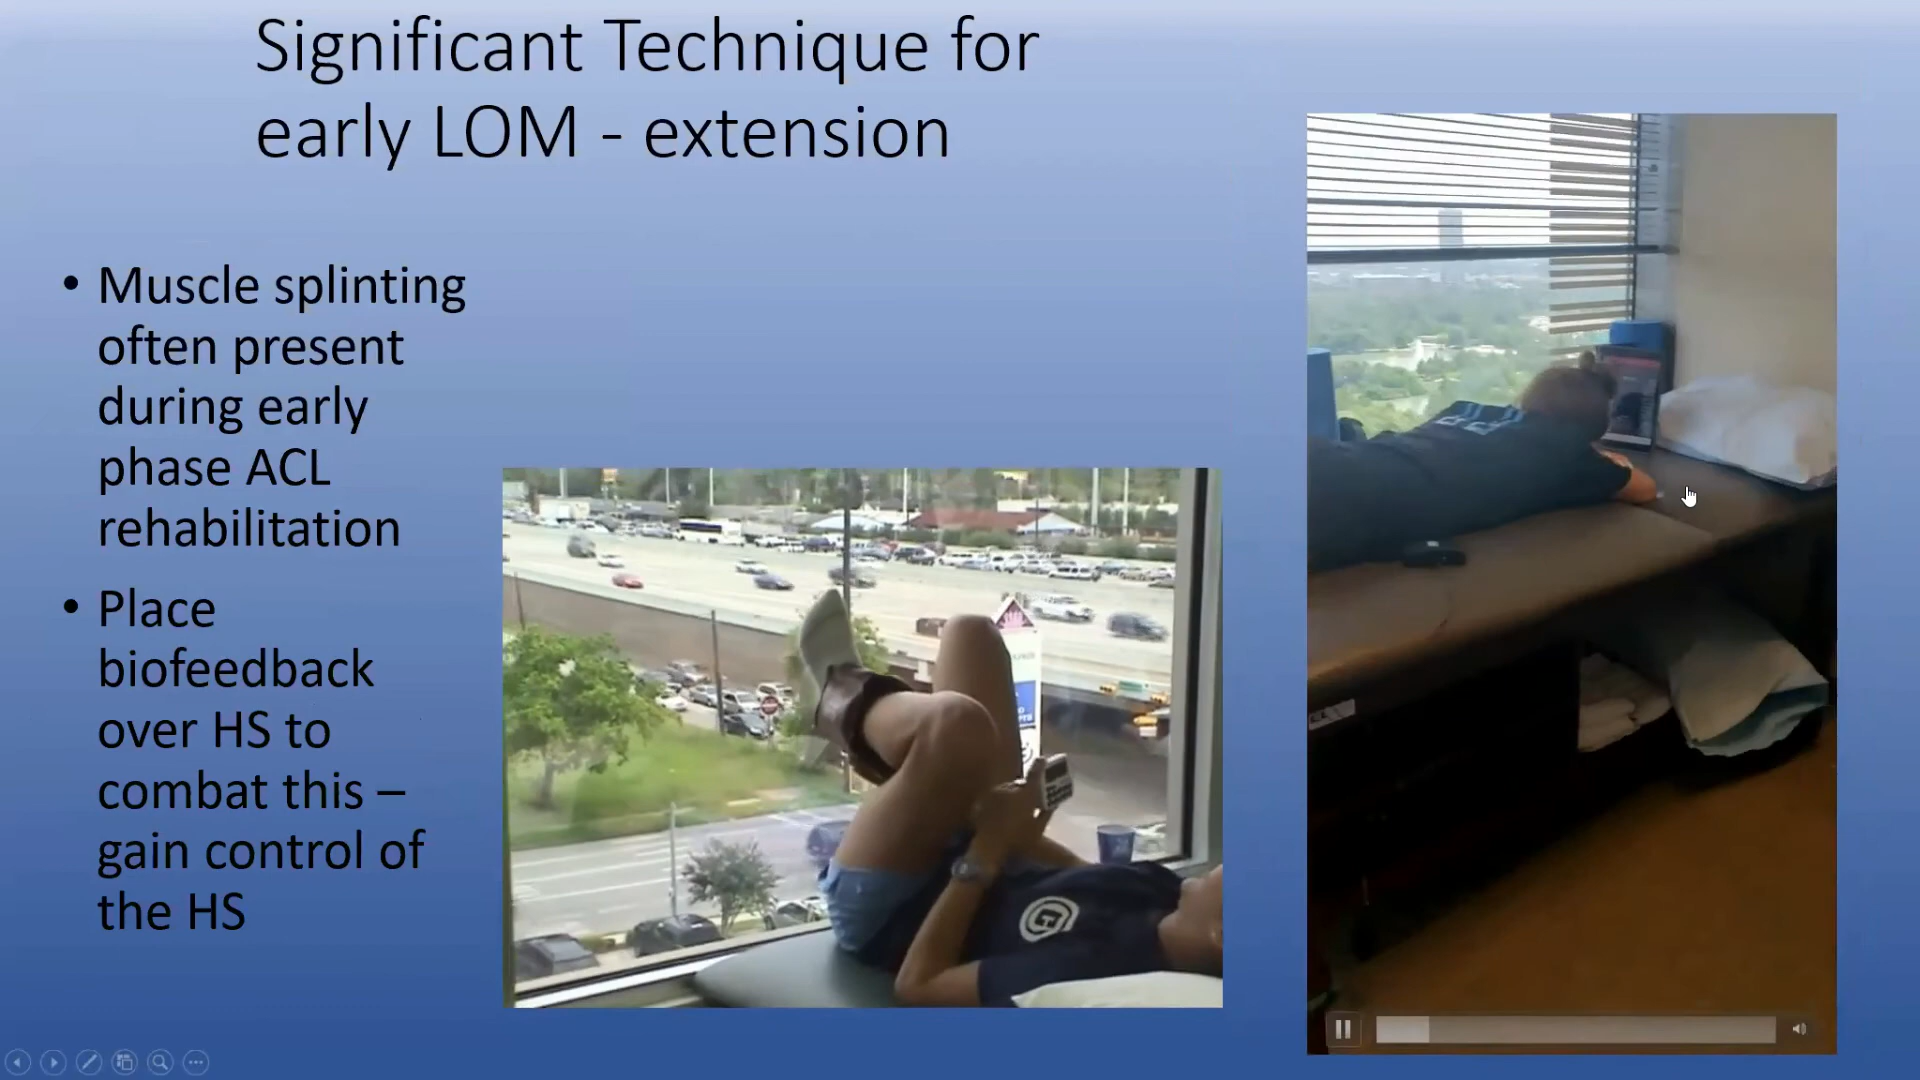 Significant Technique for
early LOM - extension
• Muscle splinting
often present
during early
phase ACL
rehabilitation
• Place
biofeedback
over HS to
combat this –
gain control of
the HS